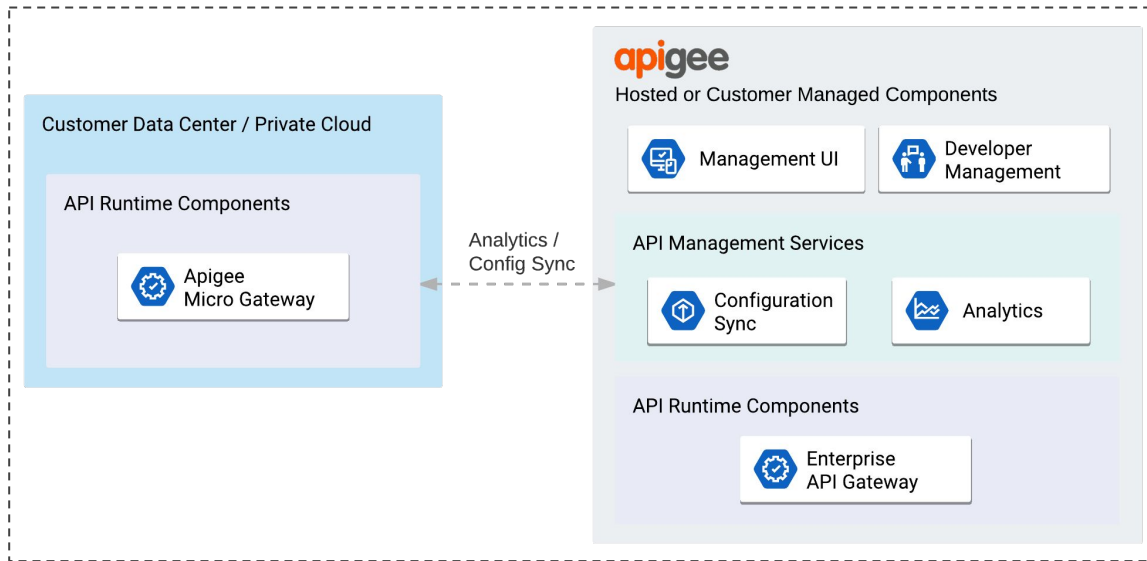 Customer Data Center / Private Cloud
API Runtime Components
Apigee
Micro Gateway
Analytics /
Config Sync
apigee
Hosted or Customer Managed Components
Management UI
Developer
Management
API Management Services
Configuration
Sync
Analytics
API Runtime Components
Enterprise
API Gateway